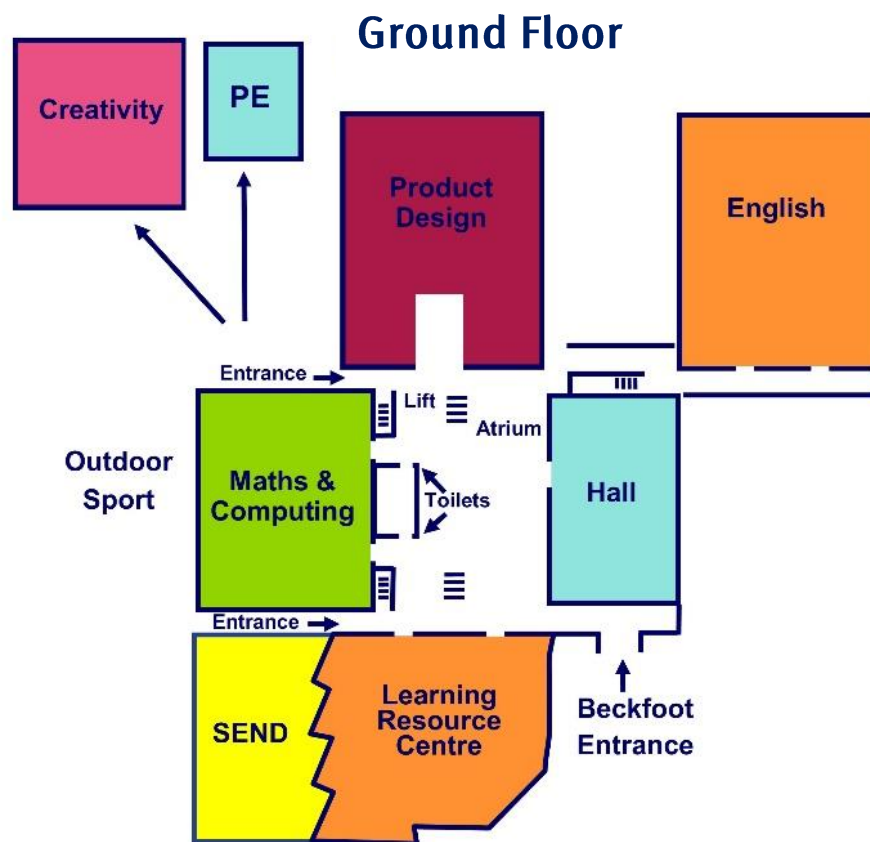 Ground Floor
Creativity
PE
Product
Design
English
Entrance
Lift
Atrium
Outdoor
Sport
Maths &
Computing
Toilets
Hall
Entrance
SEND
Learning
Resource
Centre
Beckfoot
Entrance